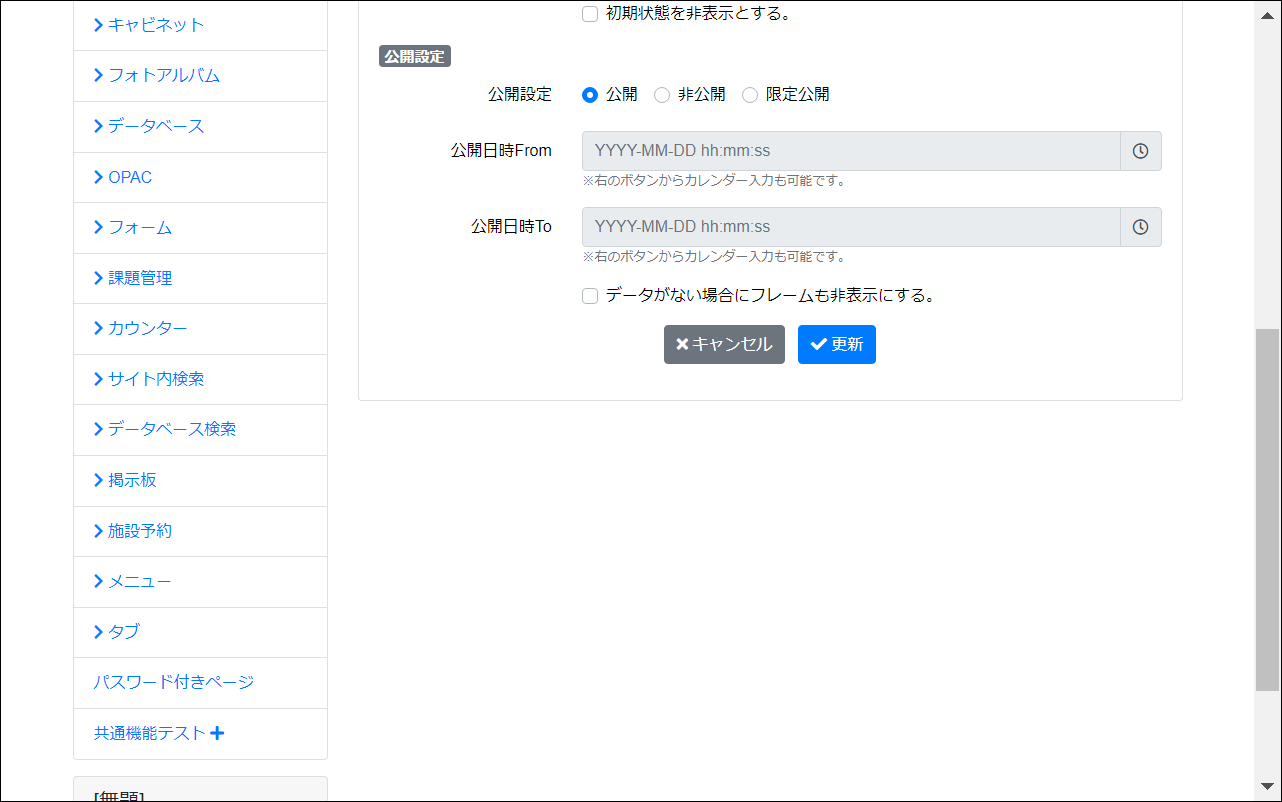 キャビネット
フォトアルバム
データベース
OPAC
フォーム
課題管理
カウンター
サイト内検索
データベース検索
掲示板
施設予約
メニュー
タブ
パスワード付きページ
共通機能テスト
[無題]
初期状態を非表示とする。
公開設定
公開設定 公開 非公開 限定公開
公開日時From YYYY-MM-DD hh:mm:ss
※右のボタンからカレンダー入力も可能です。
公開日時To YYYY-MM-DD hh:mm:ss
※右のボタンからカレンダー入力も可能です。
データがない場合にフレームも非表示にする。
キャンセル 更新